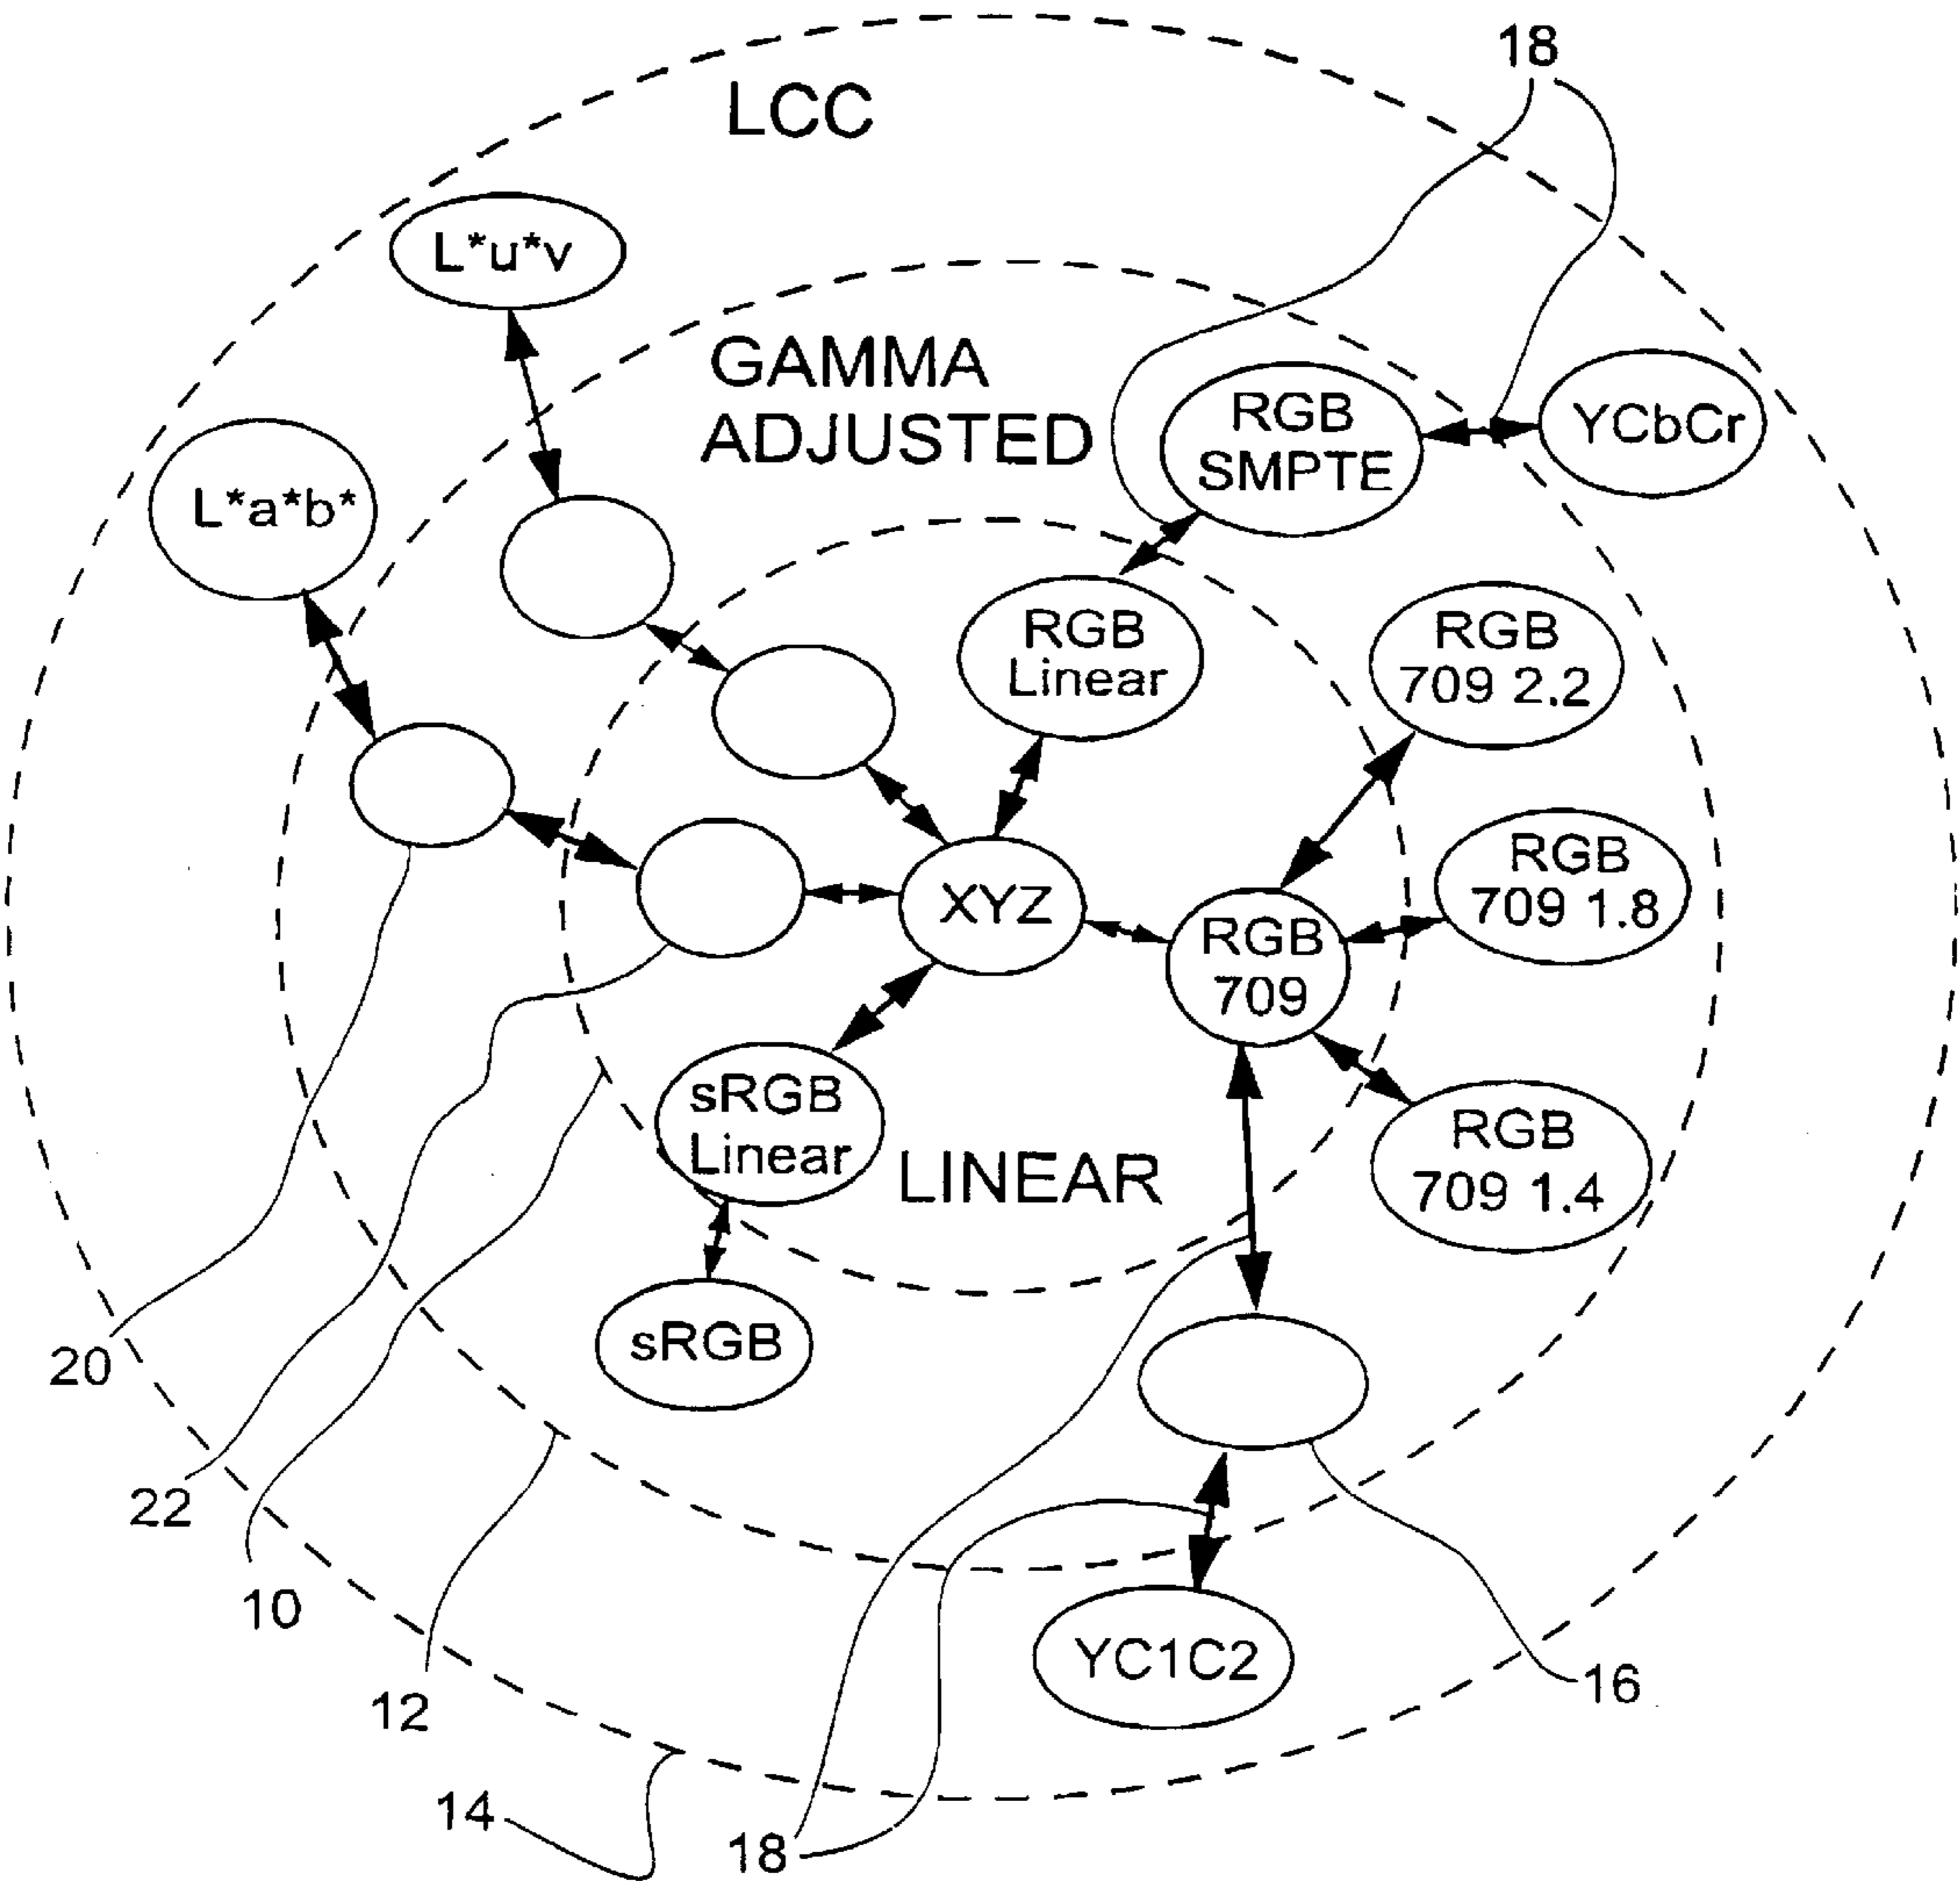 18
LCC
L*u*v
GAMMA
ADJUSTED
RGB
SMPTE
YCbCr
L*a*b*
RGB
Linear
RGB
709 2.2
RGB
709 1.8
XYZ
RGB
709
sRGB
Linear
LINEAR
RGB
709 1.4
sRGB
20
22
10
12
YC1C2
16
14
18